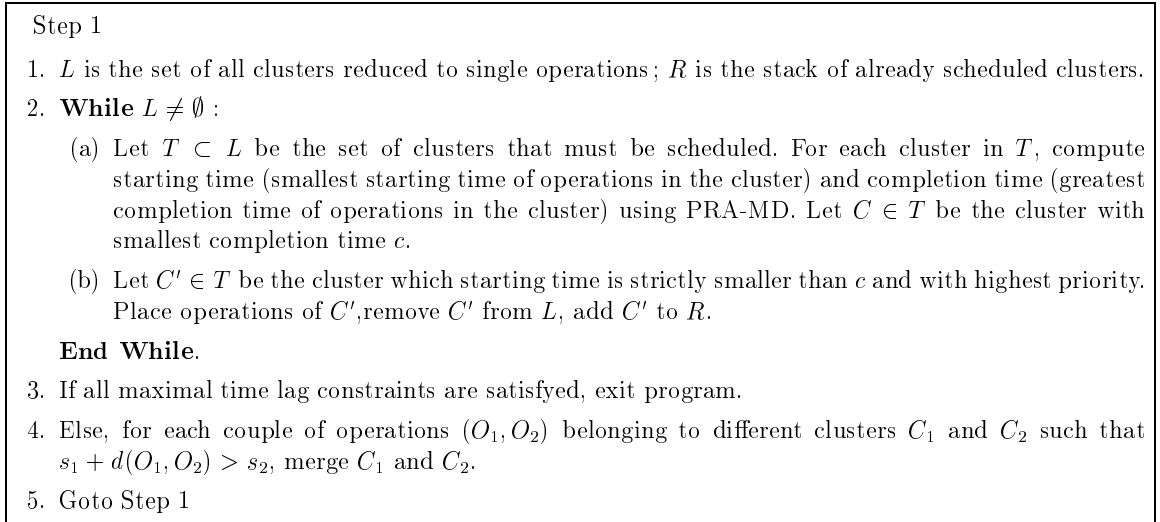 Step 1
1. L is the set of all clusters reduced to single operations; R is the stack of already scheduled clusters.
2. While L ≠ ∅ :
(a) Let T ⊂ L be the set of clusters that must be scheduled. For each cluster in T, compute
starting time (smallest starting time of operations in the cluster) and completion time (greatest
completion time of operations in the cluster) using PRA-MD. Let C ∈ T be the cluster with
smallest completion time c.
(b) Let C′ ∈ T be the cluster which starting time is strictly smaller than c and with highest priority.
Place operations of C′,remove C′ from L, add C′ to R.
End While.
3. If all maximal time lag constraints are satisfyed, exit program.
4. Else, for each couple of operations (O₁, O₂) belonging to different clusters C₁ and C₂ such that
s₁ + d(O₁, O₂) > s₂, merge C₁ and C₂.
5. Goto Step 1